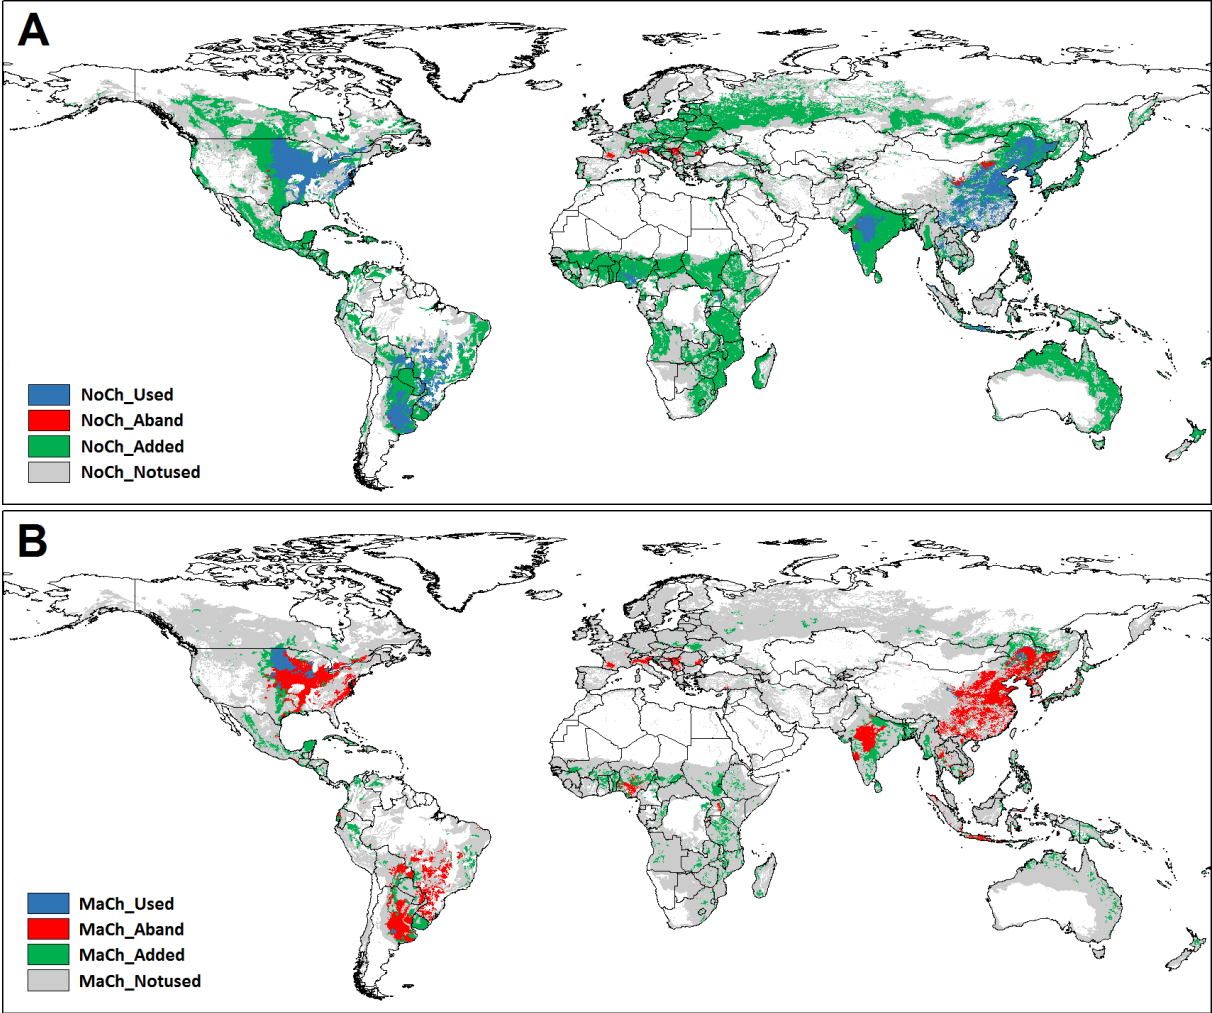 A
NoCh_Used
NoCh_Aband
NoCh_Added
NoCh_Notused
B
MaCh_Used
MaCh_Aband
MaCh_Added
MaCh_Notused